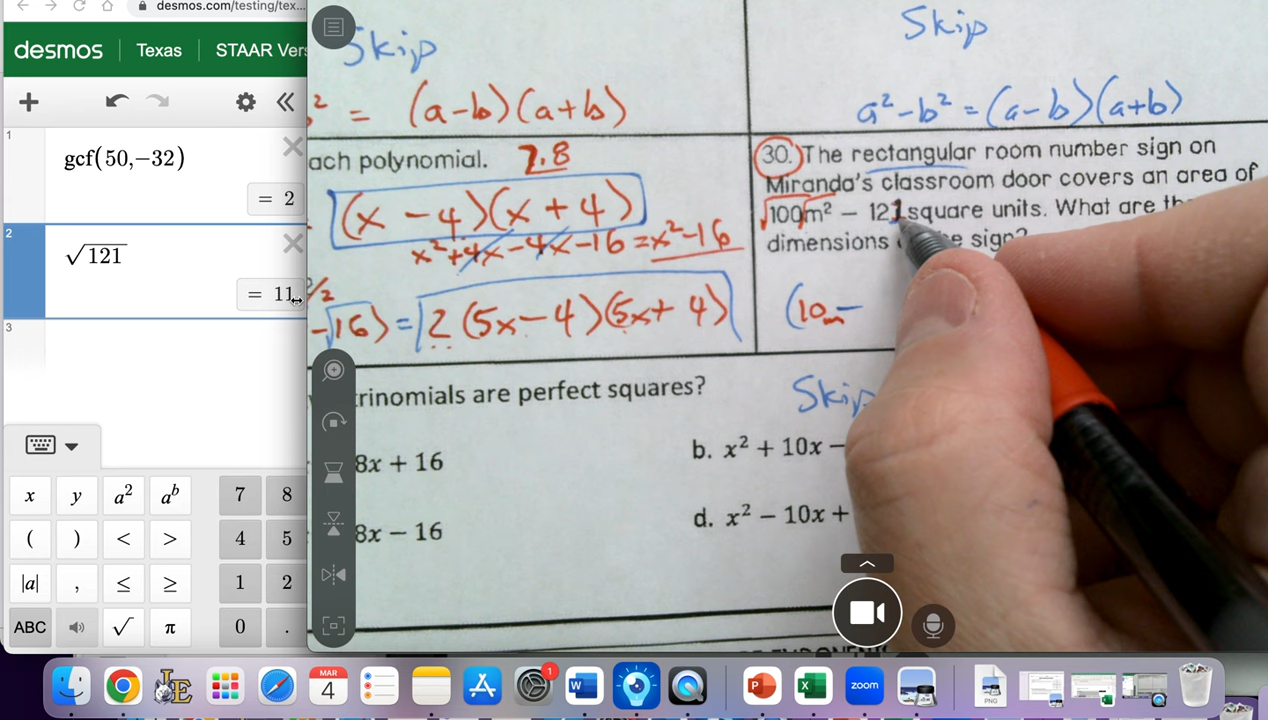 desmos.com/testing/tex...
desmos Texas STAAR Vers
1
gcf(50,−32)
= 2
2
√121
= 11
3
x y a² aᵇ 7 8
( ) < > 4 5
|a| , ≤ ≥ 1 2
ABC √ π 0 .
Skip
² = (a-b)(a+b)
ach polynomial. 7.8
(x - 4)(x + 4)
x²+4x-4x-16 = x²-16
/2
-√16) = 2(5x-4)(5x+4)
rinomials are perfect squares?
8x + 16
8x − 16
Skip
a²-b² = (a-b)(a+b)
30. The rectangular room number sign on
Miranda's classroom door covers an area of
√100m² − 121 square units. What are th
dimensions e sign?
(10m-
Skip
b. x² + 10x −
d. x² − 10x +
MAR
4
1
zoom
PNG